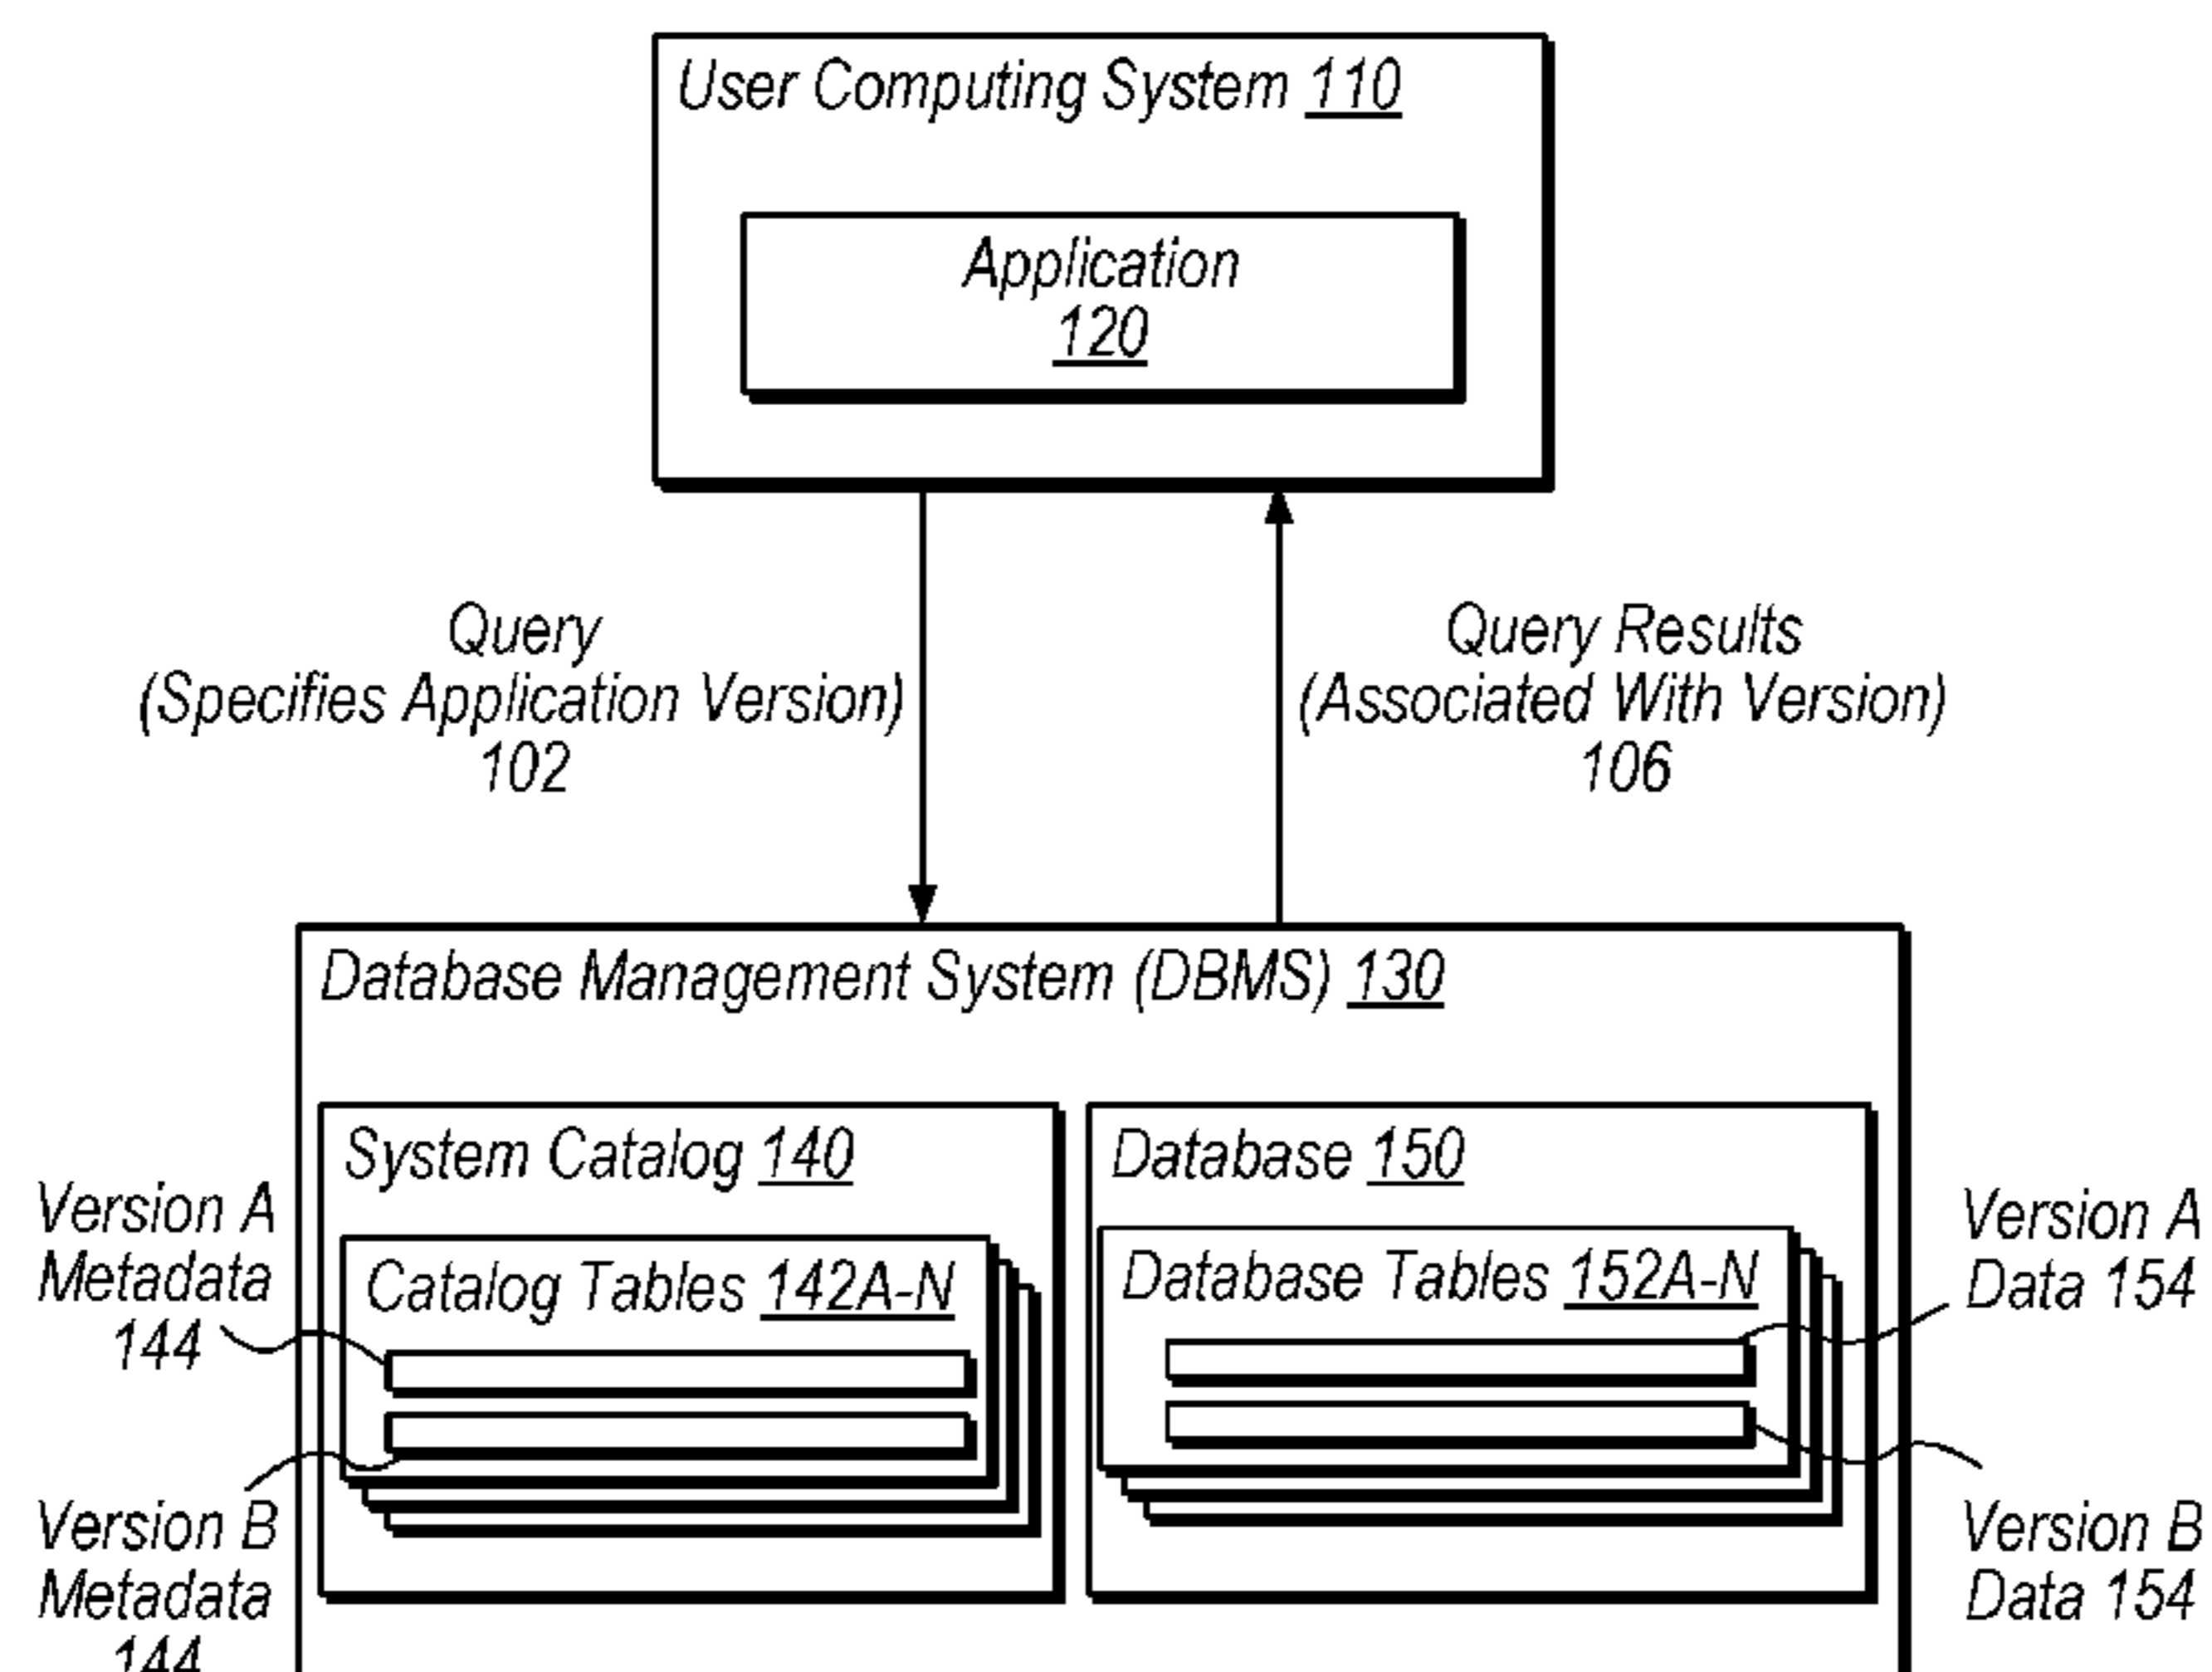 User Computing System 110
Application
120
Query
(Specifies Application Version)
102
Query Results
(Associated With Version)
106
Database Management System (DBMS) 130
System Catalog 140
Catalog Tables 142A-N
Database 150
Database Tables 152A-N
Version A
Metadata
144
Version B
Metadata
144
Version A
Data 154
Version B
Data 154